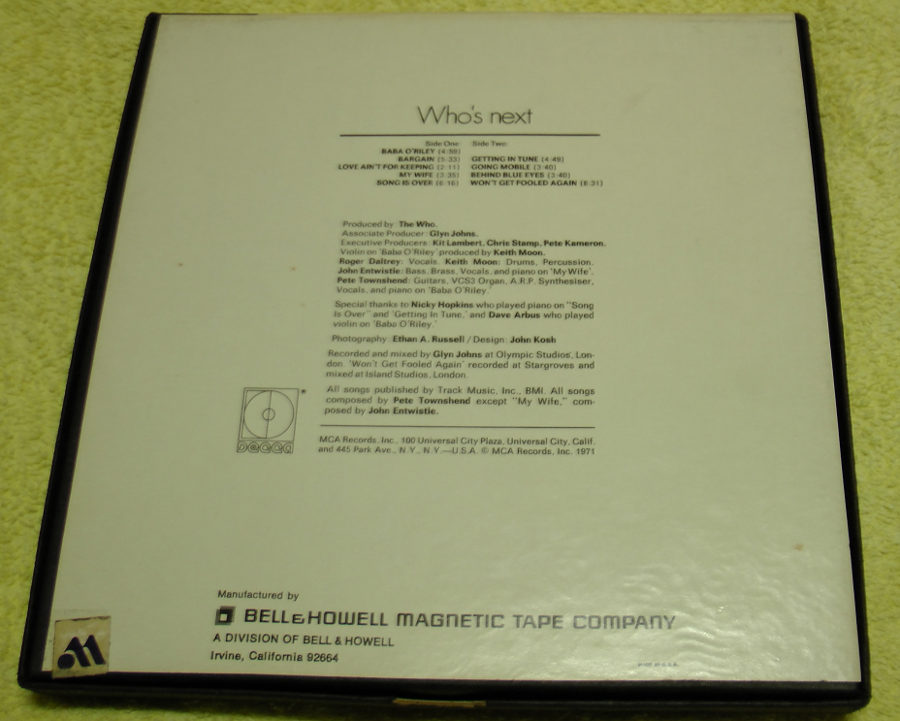 Who's next
Side One: Side Two:
BABA O'RILEY (4:59)
BARGAIN (5:33) GETTING IN TUNE (4:49)
LOVE AIN'T FOR KEEPING (2:11) GOING MOBILE (3:40)
MY WIFE (3:35) BEHIND BLUE EYES (3:40)
SONG IS OVER (6:16) WON'T GET FOOLED AGAIN (8:31)
Produced by: The Who.
Associate Producer: Glyn Johns.
Executive Producers: Kit Lambert, Chris Stamp, Pete Kameron.
Violin on 'Baba O'Riley' produced by Keith Moon.
Roger Daltrey: Vocals. Keith Moon: Drums, Percussion.
John Entwistle: Bass, Brass, Vocals, and piano on 'My Wife'.
Pete Townshend: Guitars, VCS3 Organ, A.R.P. Synthesiser,
Vocals, and piano on 'Baba O'Riley.'
Special thanks to Nicky Hopkins who played piano on "Song
Is Over" and 'Getting In Tune,' and Dave Arbus who played
violin on 'Baba O'Riley.'
Photography: Ethan A. Russell / Design: John Kosh
Recorded and mixed by Glyn Johns at Olympic Studios, Lon-
don. 'Won't Get Fooled Again' recorded at Stargroves and
mixed at Island Studios, London.
All songs published by Track Music, Inc., BMI. All songs
composed by Pete Townshend except "My Wife," com-
posed by John Entwistle.
DECCA
MCA Records, Inc., 100 Universal City Plaza, Universal City, Calif.
and 445 Park Ave., N.Y., N.Y.—U.S.A. © MCA Records, Inc. 1971
Manufactured by
BELL & HOWELL MAGNETIC TAPE COMPANY
A DIVISION OF BELL & HOWELL
Irvine, California 92664